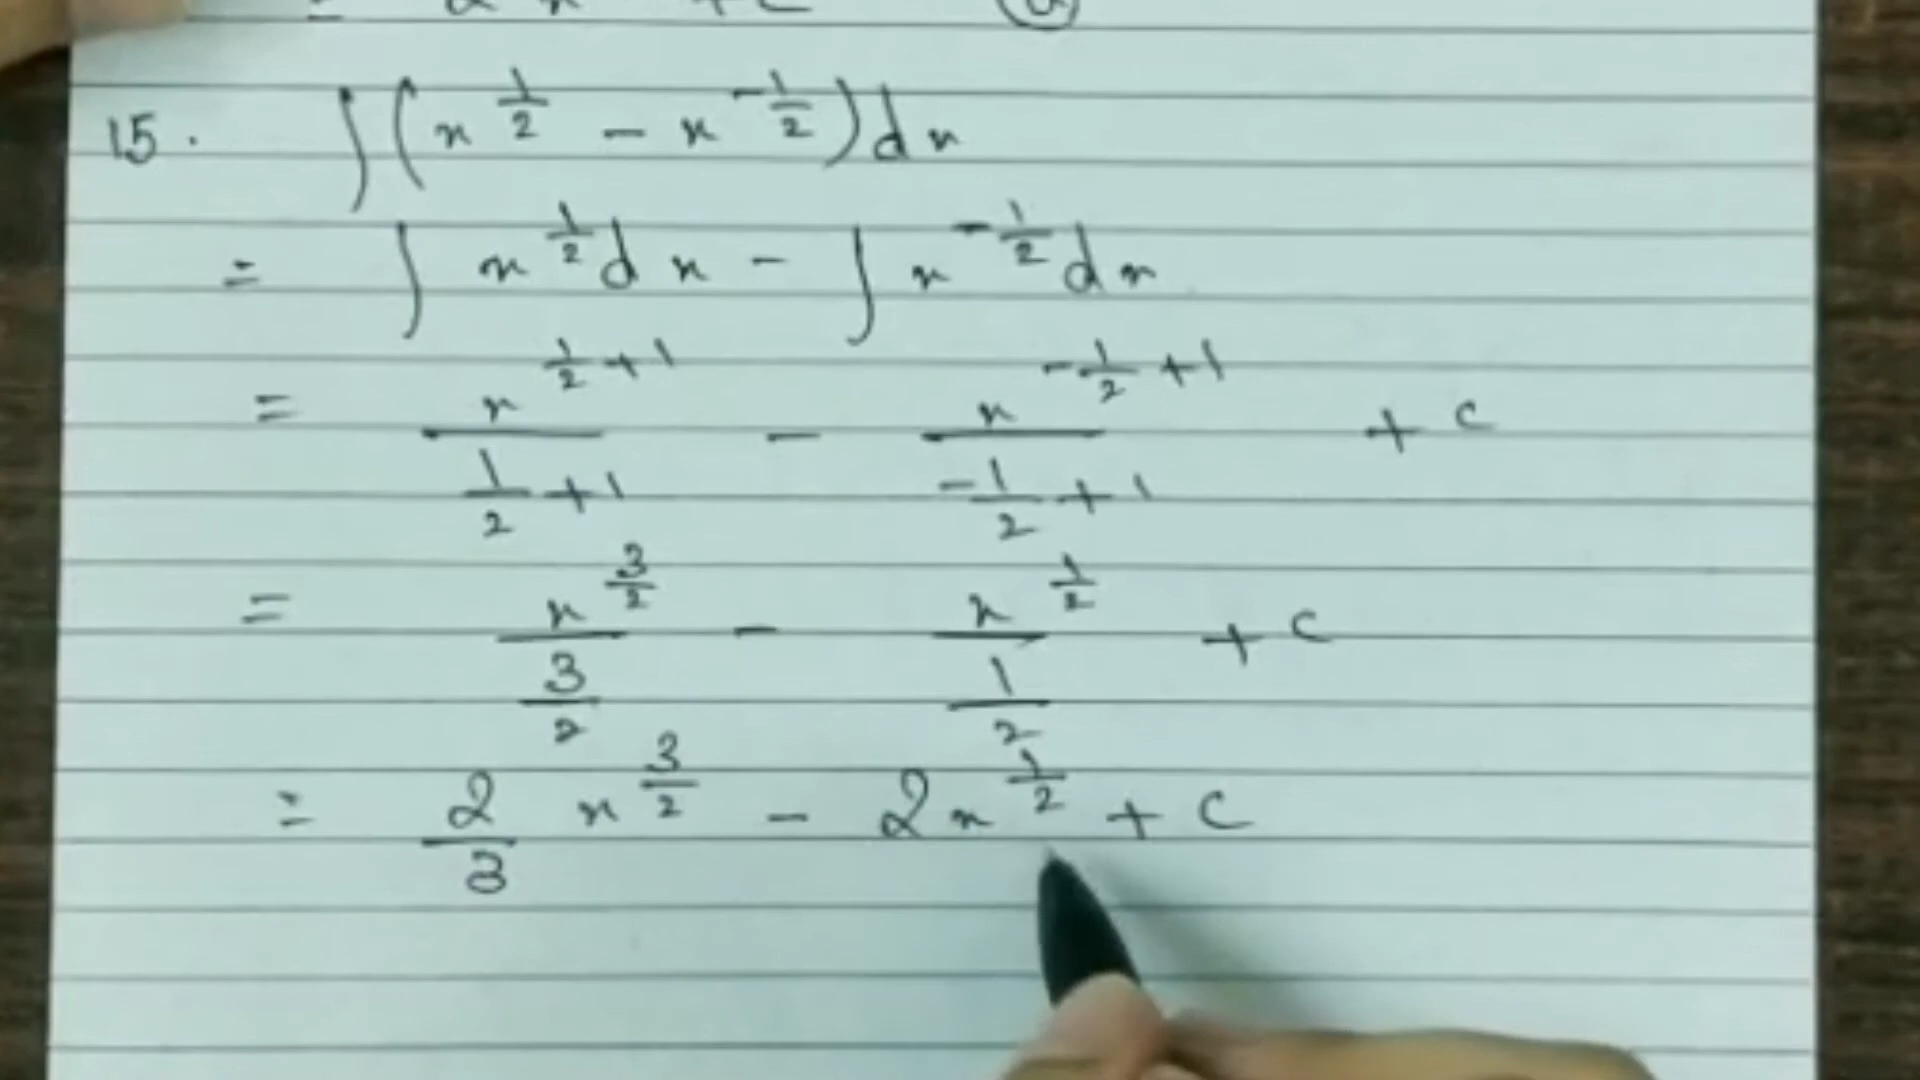 = 2x + C (a)
15. ∫(x^{1/2} - x^{-1/2})dx
= ∫ x^{1/2} dx - ∫ x^{-1/2} dx
= x^{1/2+1}/(1/2+1) - x^{-1/2+1}/(-1/2+1) + c
= x^{3/2}/(3/2) - x^{1/2}/(1/2) + c
= 2/3 x^{3/2} - 2x^{1/2} + C